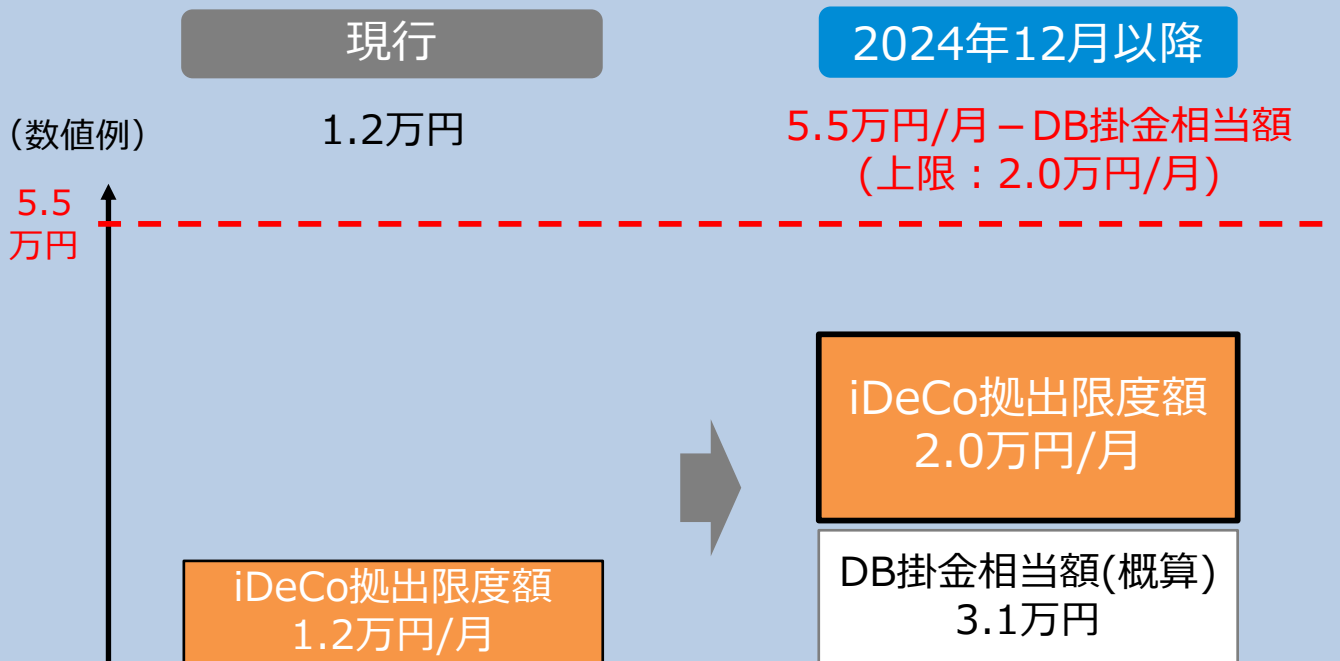 現行
2024年12月以降
(数値例)
1.2万円
5.5万円/月－DB掛金相当額
(上限：2.0万円/月)
5.5
万円
iDeCo拠出限度額
2.0万円/月
DB掛金相当額(概算)
3.1万円
iDeCo拠出限度額
1.2万円/月